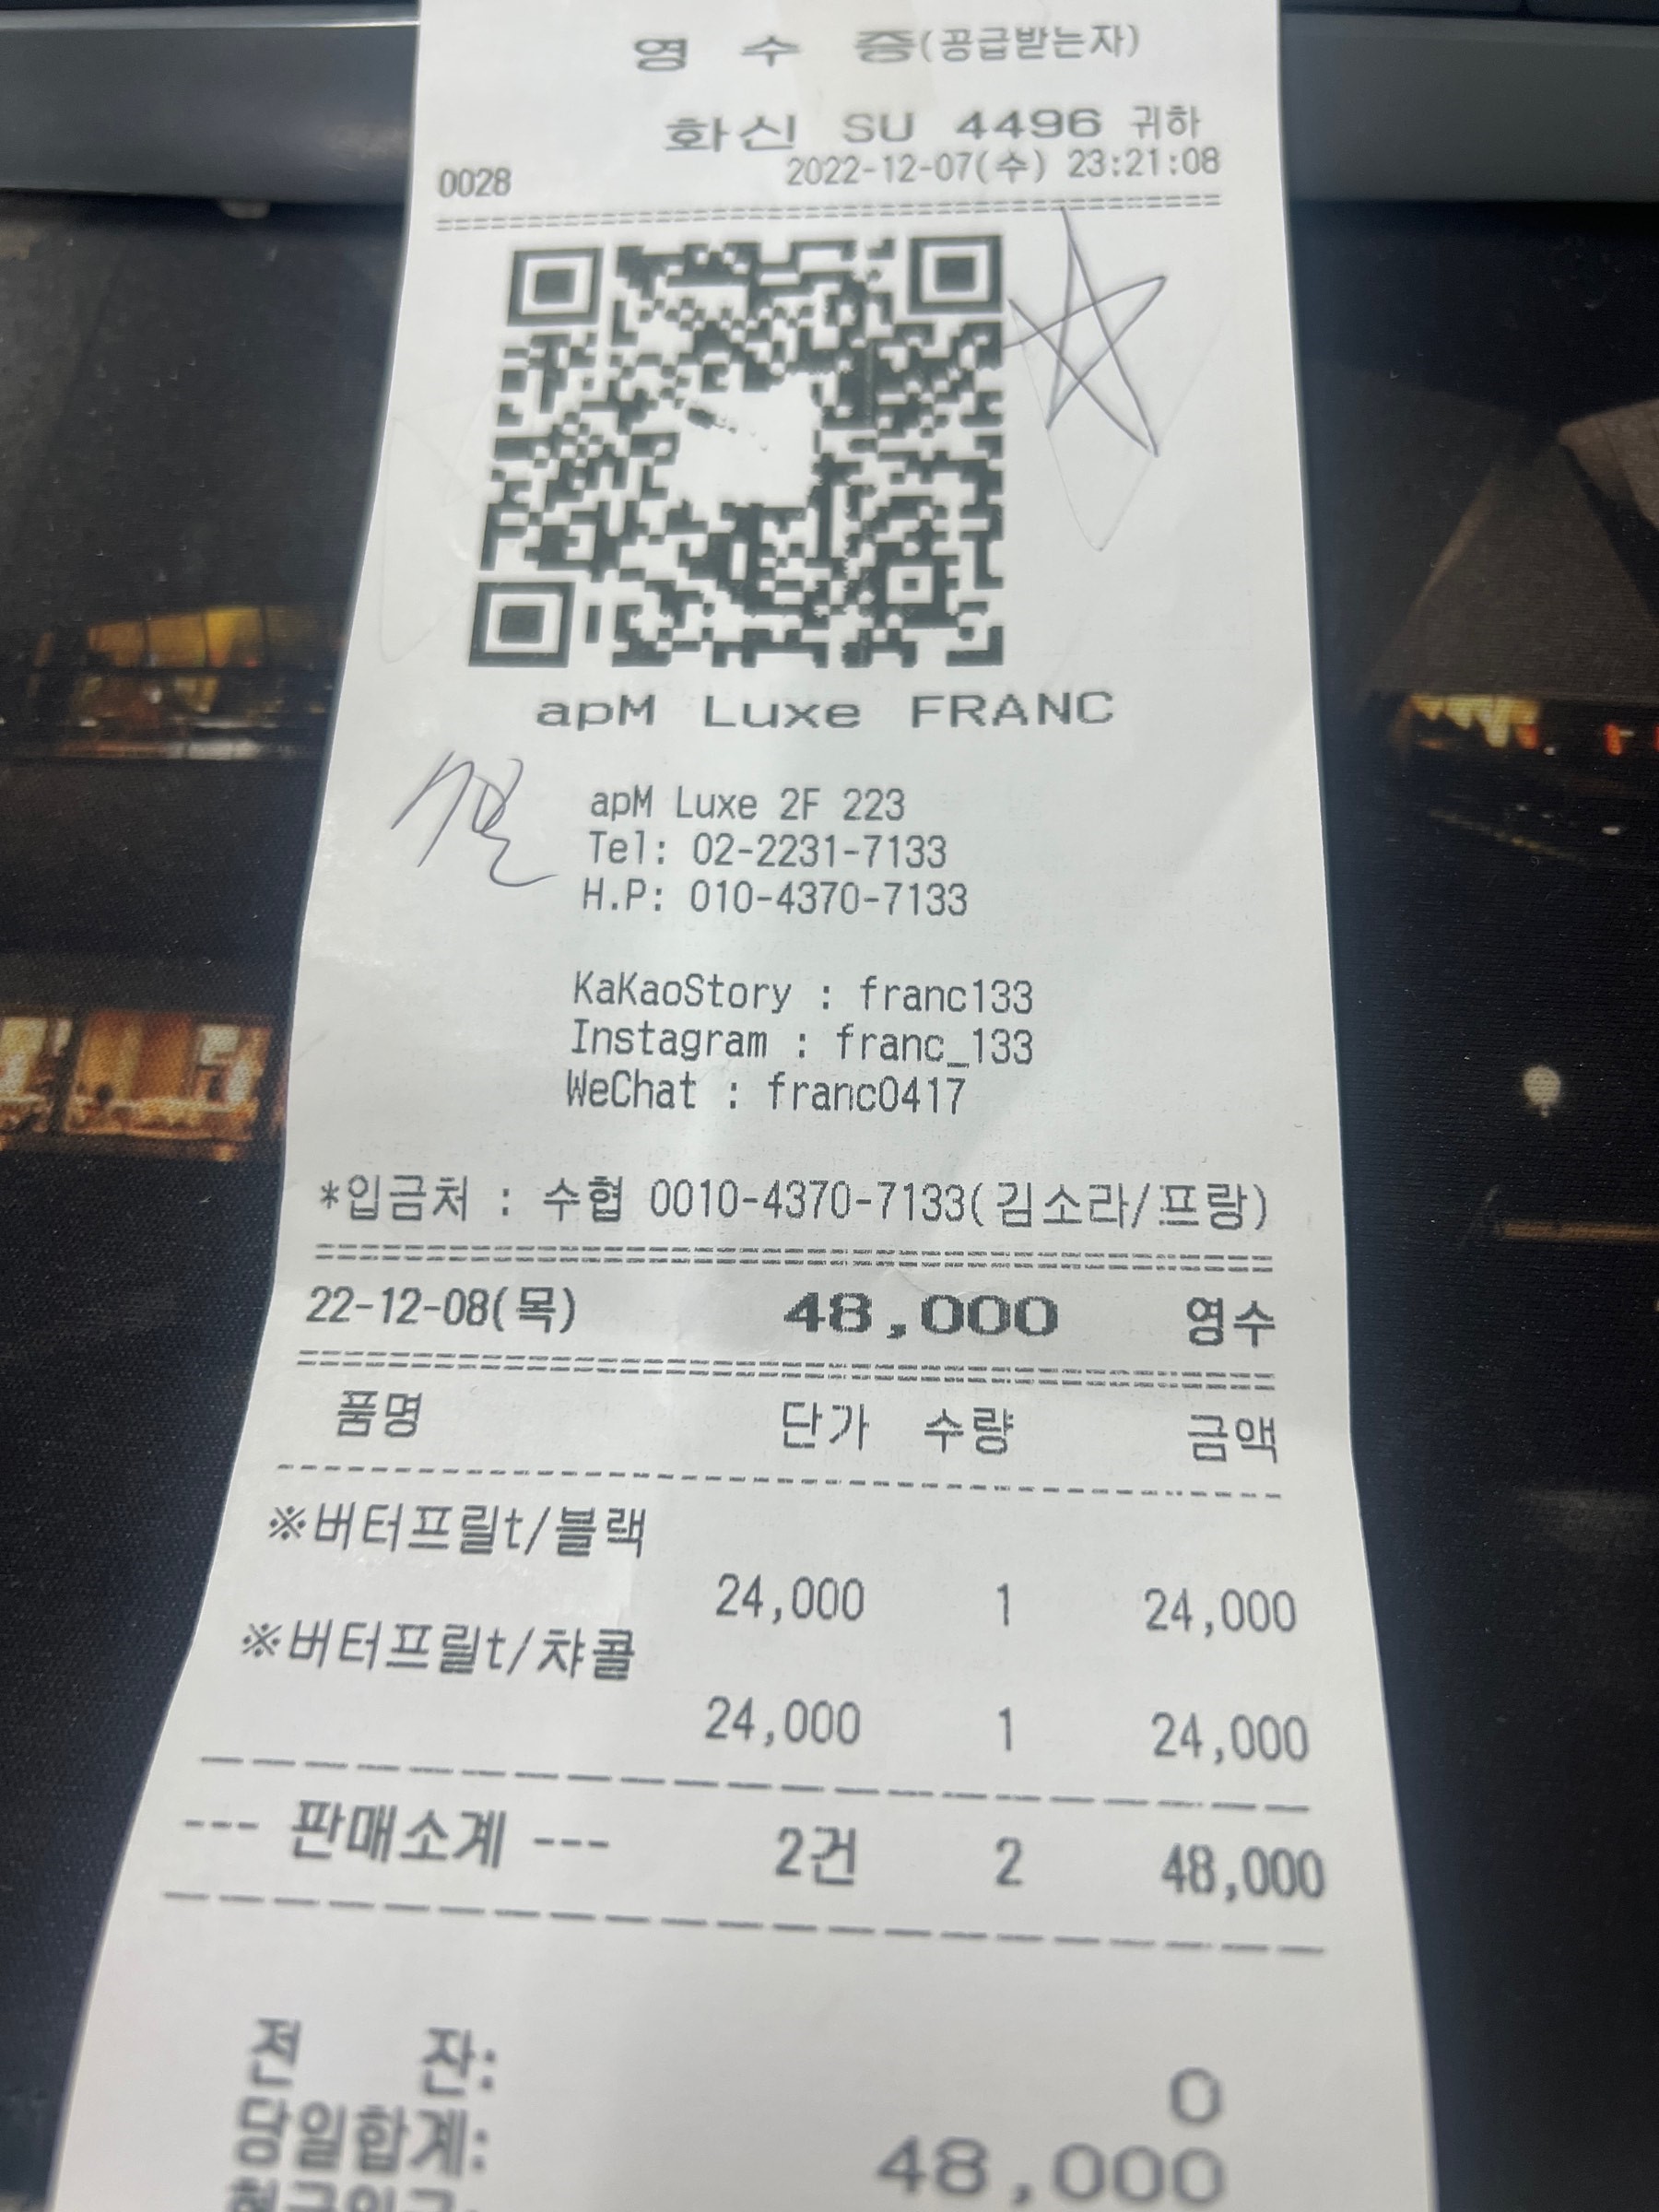 영 수 증(공급받는자)
화신 SU 4496 귀하
0028 2022-12-07(수) 23:21:08
apM Luxe FRANC
apM Luxe 2F 223
Tel: 02-2231-7133
H.P: 010-4370-7133
KaKaoStory : franc133
Instagram : franc_133
WeChat : franc0417
*입금처 : 수협 0010-4370-7133(김소라/프랑)
22-12-08(목) 48,000 영수
품명 단가 수량 금액
※버터프릴t/블랙
24,000 1 24,000
※버터프릴t/챠콜
24,000 1 24,000
--- 판매소계 --- 2건 2 48,000
전 잔: 0
당일합계: 48,000